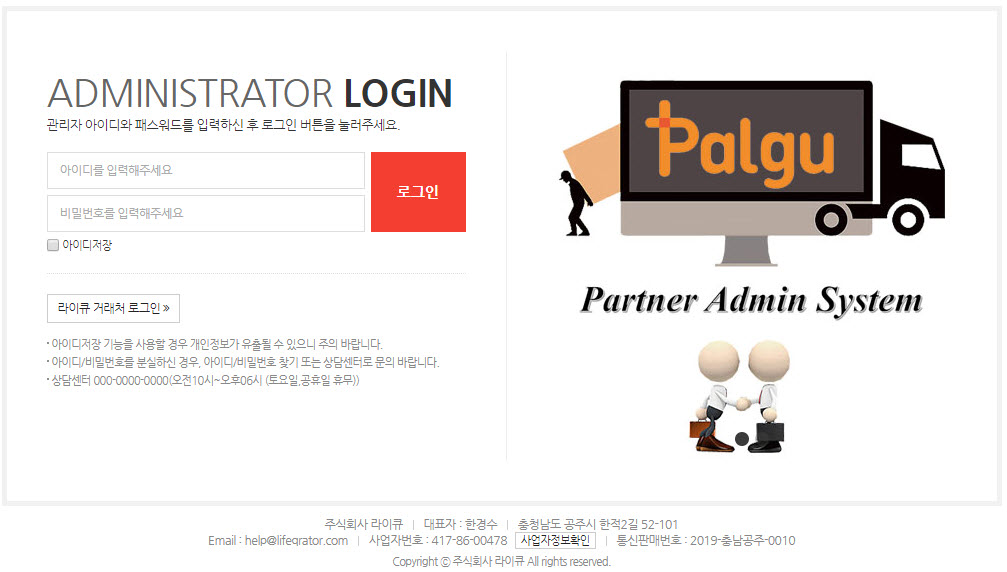 ADMINISTRATOR LOGIN
관리자 아이디와 패스워드를 입력하신 후 로그인 버튼을 눌러주세요.
아이디를 입력해주세요
로그인
비밀번호를 입력해주세요
아이디저장
라이큐 거래처 로그인 »
· 아이디저장 기능을 사용할 경우 개인정보가 유출될 수 있으니 주의 바랍니다.
· 아이디/비밀번호를 분실하신 경우, 아이디/비밀번호 찾기 또는 상담센터로 문의 바랍니다.
· 상담센터 000-0000-0000(오전10시~오후06시 (토요일,공휴일 휴무))
Palgu
Partner Admin System
주식회사 라이큐 | 대표자 : 한경수 | 충청남도 공주시 한적2길 52-101
Email : help@lifeqrator.com | 사업자번호 : 417-86-00478 사업자정보확인 | 통신판매번호 : 2019-충남공주-0010
Copyright ⓒ 주식회사 라이큐 All rights reserved.